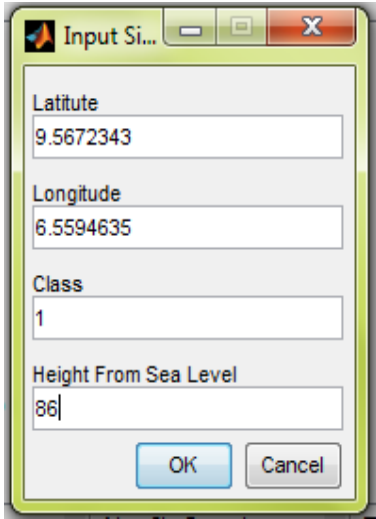 Input Si...
Latitute
9.5672343
Longitude
6.5594635
Class
1
Height From Sea Level
86
OK Cancel